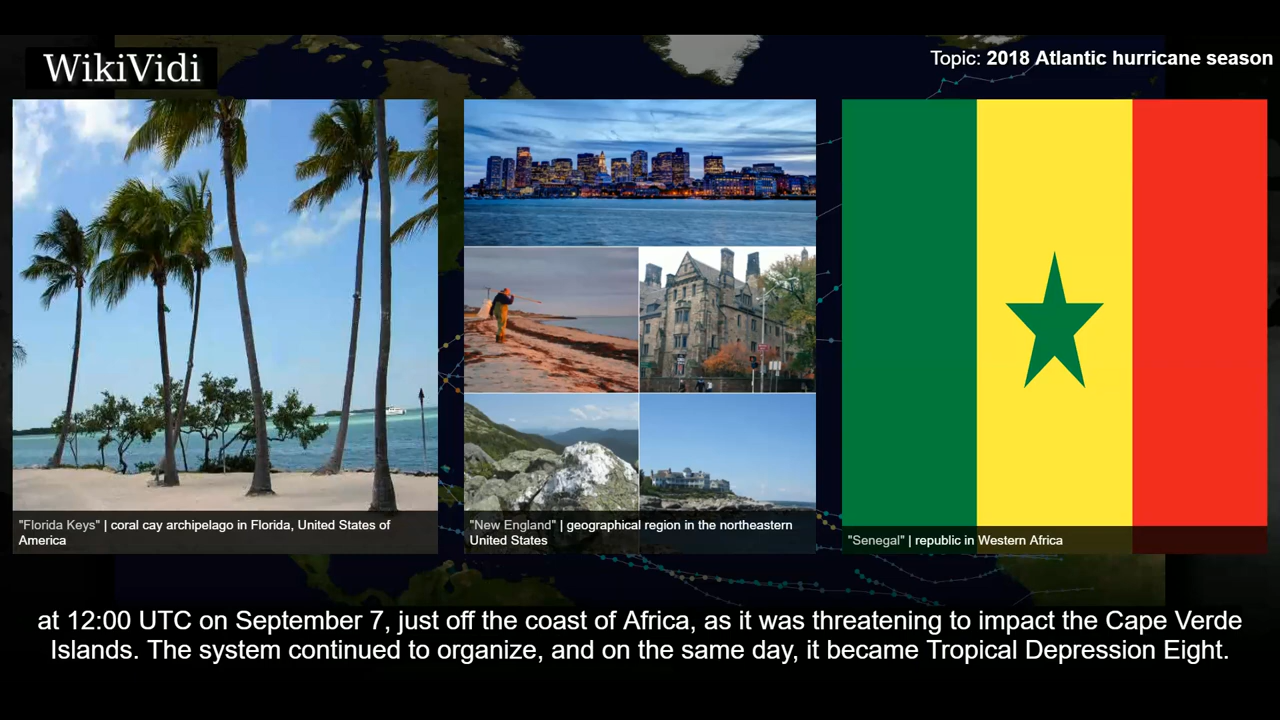 WikiVidi
Topic: 2018 Atlantic hurricane season
"Florida Keys" | coral cay archipelago in Florida, United States of
America
"New England" | geographical region in the northeastern
United States
"Senegal" | republic in Western Africa
at 12:00 UTC on September 7, just off the coast of Africa, as it was threatening to impact the Cape Verde
Islands. The system continued to organize, and on the same day, it became Tropical Depression Eight.